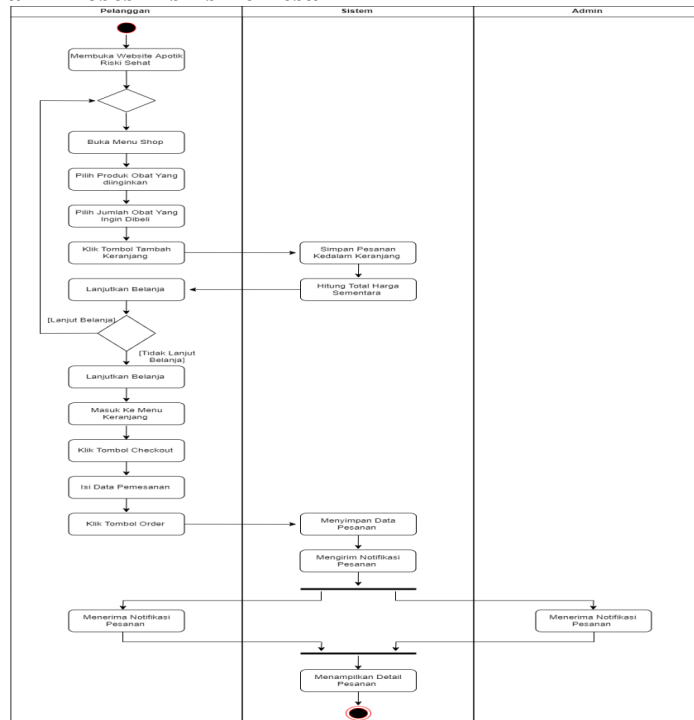 Pelanggan
Sistem
Admin
Membuka Website Apotik
Riski Sehat
Buka Menu Shop
Pilih Produk Obat Yang
diinginkan
Pilih Jumlah Obat Yang
Ingin Dibeli
Klik Tombol Tambah
Keranjang
Simpan Pesanan
Kedalam Keranjang
Lanjutkan Belanja
Hitung Total Harga
Sementara
[Lanjut Belanja]
[Tidak Lanjut
Belanja]
Lanjutkan Belanja
Masuk Ke Menu
Keranjang
Klik Tombol Checkout
Isi Data Pemesanan
Klik Tombol Order
Menyimpan Data
Pesanan
Mengirim Notifikasi
Pesanan
Menerima Notifikasi
Pesanan
Menerima Notifikasi
Pesanan
Menampilkan Detail
Pesanan